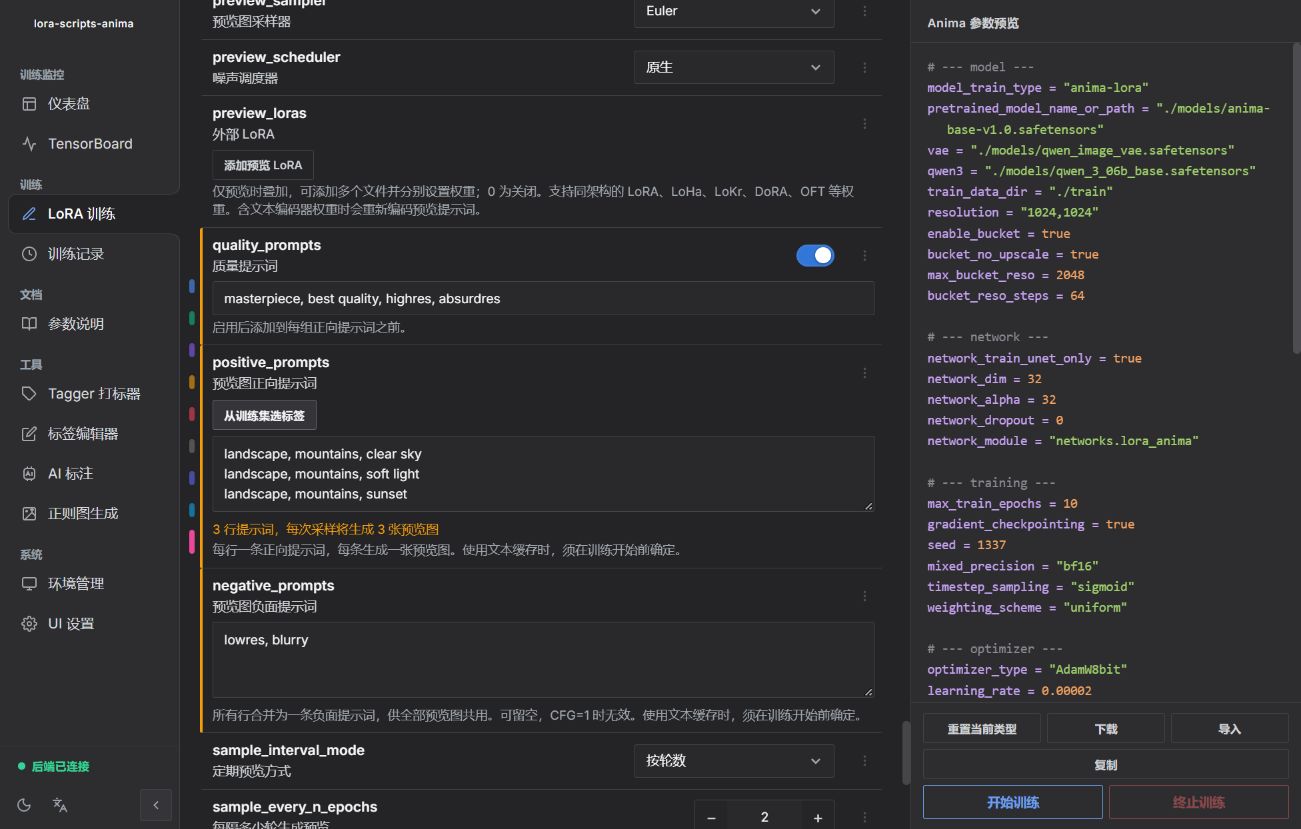 lora-scripts-anima
训练监控
仪表盘
TensorBoard
训练
LoRA 训练
训练记录
文档
参数说明
工具
Tagger 打标器
标签编辑器
AI 标注
正则图生成
系统
环境管理
UI 设置
后端已连接
preview_sampler
预览图采样器
Euler
preview_scheduler
噪声调度器
原生
preview_loras
外部 LoRA
添加预览 LoRA
仅预览时叠加，可添加多个文件并分别设置权重；0 为关闭。支持同架构的 LoRA、LoHa、LoKr、DoRA、OFT 等权
重。含文本编码器权重时会重新编码预览提示词。
quality_prompts
质量提示词
masterpiece, best quality, highres, absurdres
启用后添加到每组正向提示词之前。
positive_prompts
预览图正向提示词
从训练集选标签
landscape, mountains, clear sky
landscape, mountains, soft light
landscape, mountains, sunset
3 行提示词，每次采样将生成 3 张预览图
每行一条正向提示词，每条生成一张预览图。使用文本缓存时，须在训练开始前确定。
negative_prompts
预览图负面提示词
lowres, blurry
所有行合并为一条负面提示词，供全部预览图共用。可留空，CFG=1 时无效。使用文本缓存时，须在训练开始前确定。
sample_interval_mode
定期预览方式
按轮数
sample_every_n_epochs
每隔多少轮生成预览
− 2 +
Anima 参数预览
# --- model ---
model_train_type = "anima-lora"
pretrained_model_name_or_path = "./models/anima-
base-v1.0.safetensors"
vae = "./models/qwen_image_vae.safetensors"
qwen3 = "./models/qwen_3_06b_base.safetensors"
train_data_dir = "./train"
resolution = "1024,1024"
enable_bucket = true
bucket_no_upscale = true
max_bucket_reso = 2048
bucket_reso_steps = 64
# --- network ---
network_train_unet_only = true
network_dim = 32
network_alpha = 32
network_dropout = 0
network_module = "networks.lora_anima"
# --- training ---
max_train_epochs = 10
gradient_checkpointing = true
seed = 1337
mixed_precision = "bf16"
timestep_sampling = "sigmoid"
weighting_scheme = "uniform"
# --- optimizer ---
optimizer_type = "AdamW8bit"
learning_rate = 0.00002
重置当前类型
下载
导入
复制
开始训练
终止训练